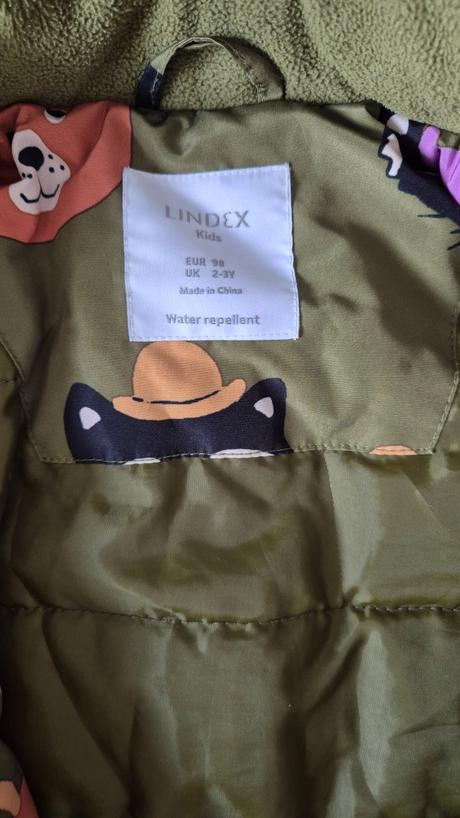 LINDEX
Kids
EUR 98
UK 2-3Y
Made in China
Water repellent